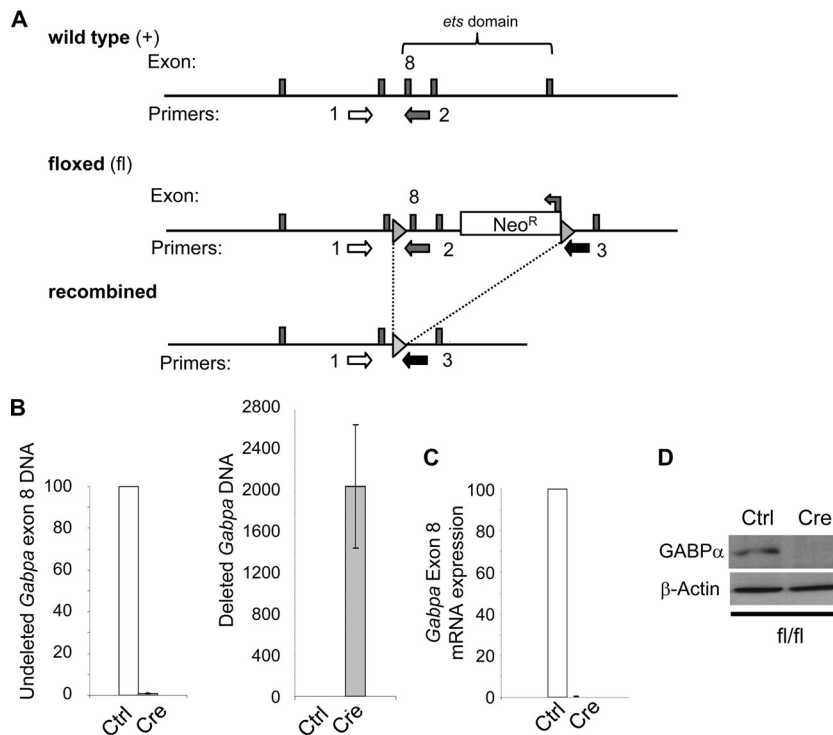 A
ets domain
wild type (+)
Exon:
8
Primers:
1
2
floxed (fl)
Exon:
8
Neo^R
Primers:
1
2
3
recombined
Primers:
1
3
B
Undeleted Gabpa exon 8 DNA
100
80
60
40
20
0
Ctrl
Cre
Deleted Gabpa DNA
2800
2400
2000
1600
1200
800
400
0
Ctrl
Cre
C
Gabpa Exon 8
mRNA expression
100
80
60
40
20
0
Ctrl
Cre
D
Ctrl Cre
GABPα
β-Actin
fl/fl